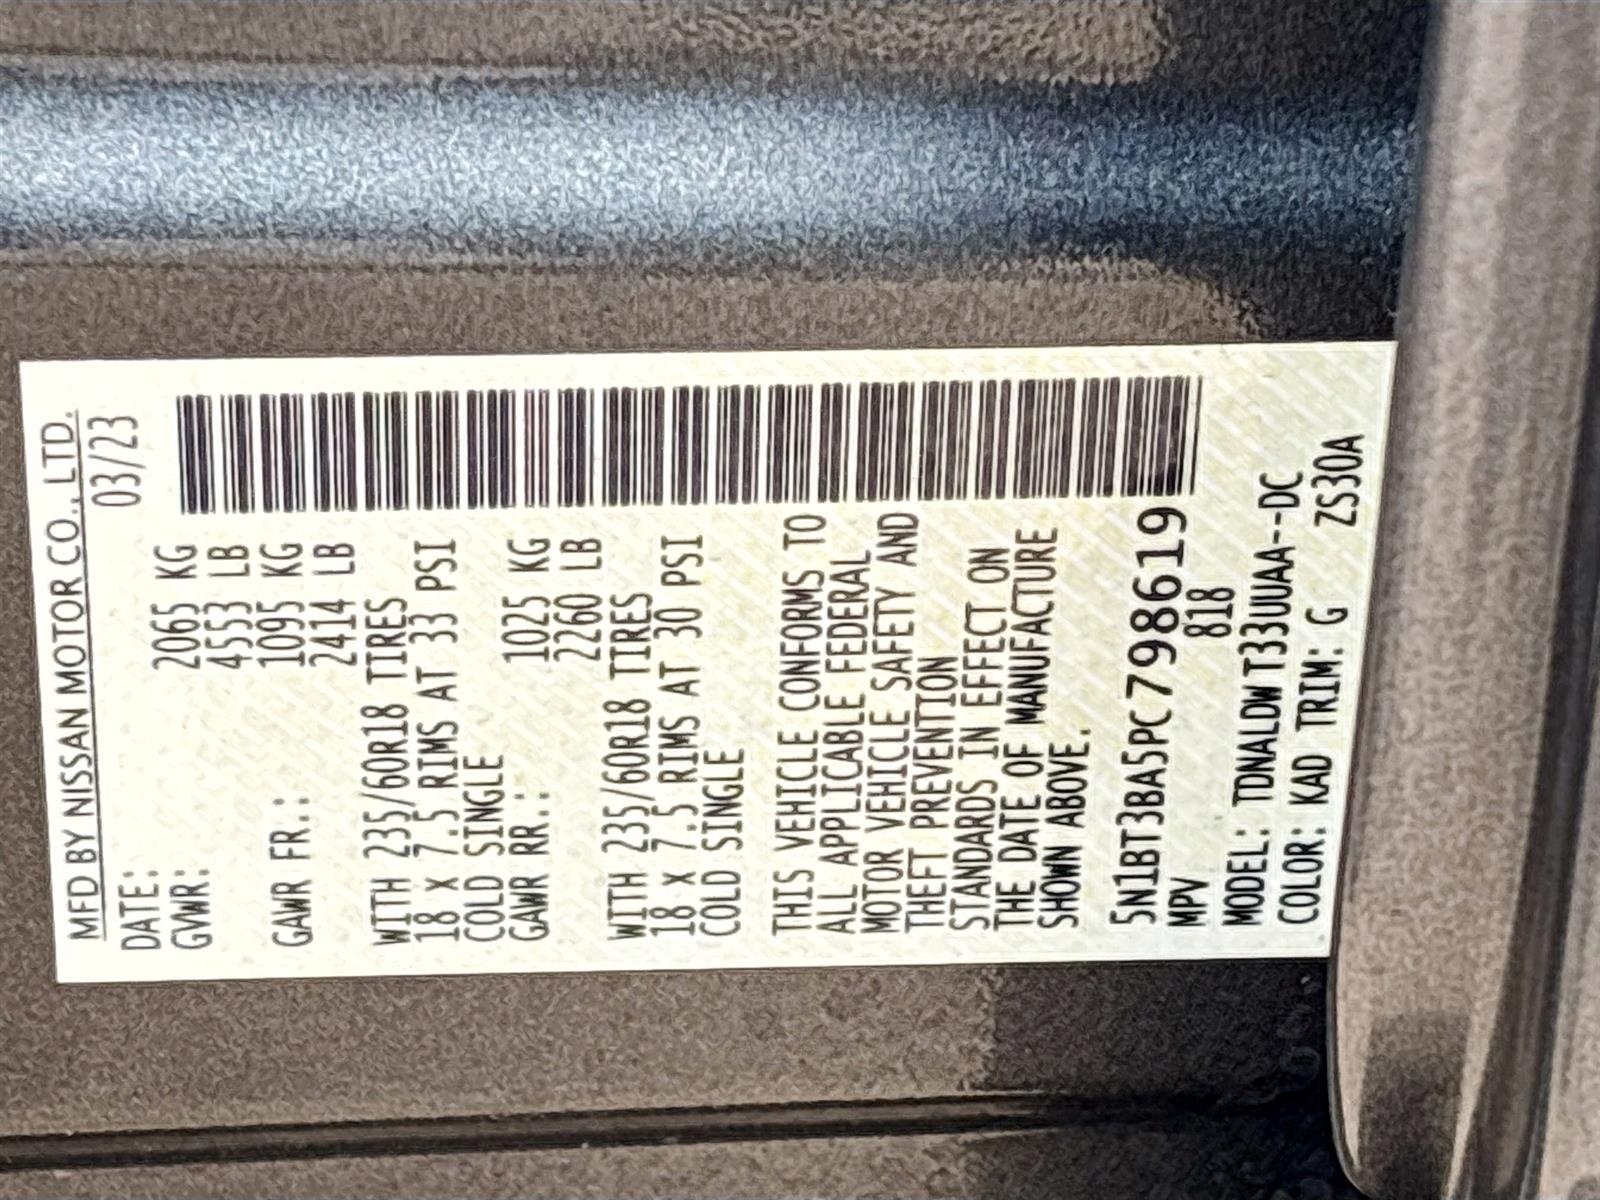 MFD BY NISSAN MOTOR CO., LTD.
DATE: 03/23
GVWR: 2065 KG
4553 LB
GAWR FR.: 1095 KG
2414 LB
WITH 235/60R18 TIRES
18 X 7.5 RIMS AT 33 PSI
COLD SINGLE
GAWR RR.: 1025 KG
2260 LB
WITH 235/60R18 TIRES
18 X 7.5 RIMS AT 30 PSI
COLD SINGLE
THIS VEHICLE CONFORMS TO
ALL APPLICABLE FEDERAL
MOTOR VEHICLE SAFETY AND
THEFT PREVENTION
STANDARDS IN EFFECT ON
THE DATE OF MANUFACTURE
SHOWN ABOVE.
5N1BT3BA5PC798619
MPV 818
MODEL: TDNALDWT33UUAA--DC
COLOR: KAD TRIM: G ZS30A